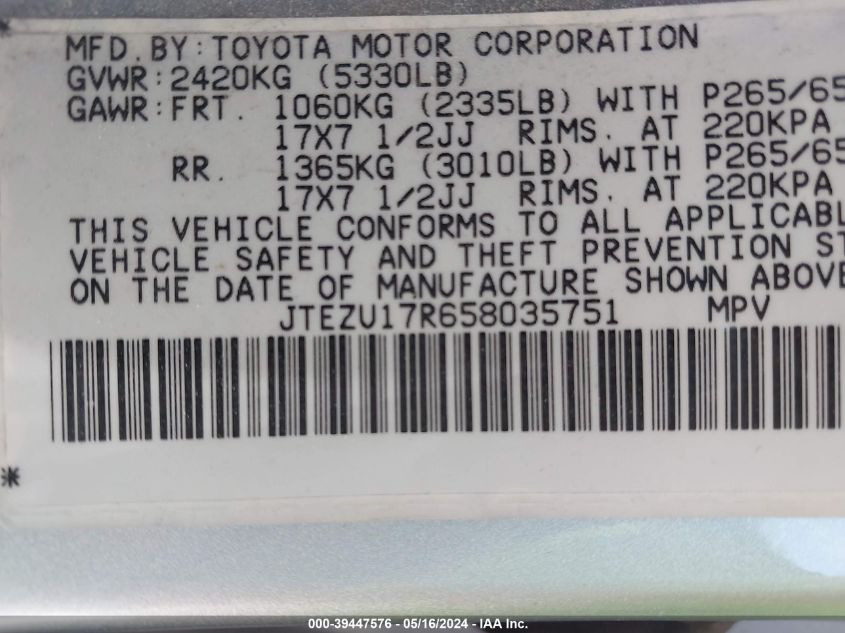 MFD. BY: TOYOTA MOTOR CORPORATION
GVWR: 2420KG (5330LB)
GAWR: FRT. 1060KG (2335LB) WITH P265/65
17X7 1/2JJ RIMS. AT 220KPA
RR. 1365KG (3010LB) WITH P265/65
17X7 1/2JJ RIMS. AT 220KPA
THIS VEHICLE CONFORMS TO ALL APPLICABL
VEHICLE SAFETY AND THEFT PREVENTION ST
ON THE DATE OF MANUFACTURE SHOWN ABOVE
JTEZU17R658035751 MPV
*
000-39447576 - 05/16/2024 - IAA Inc.